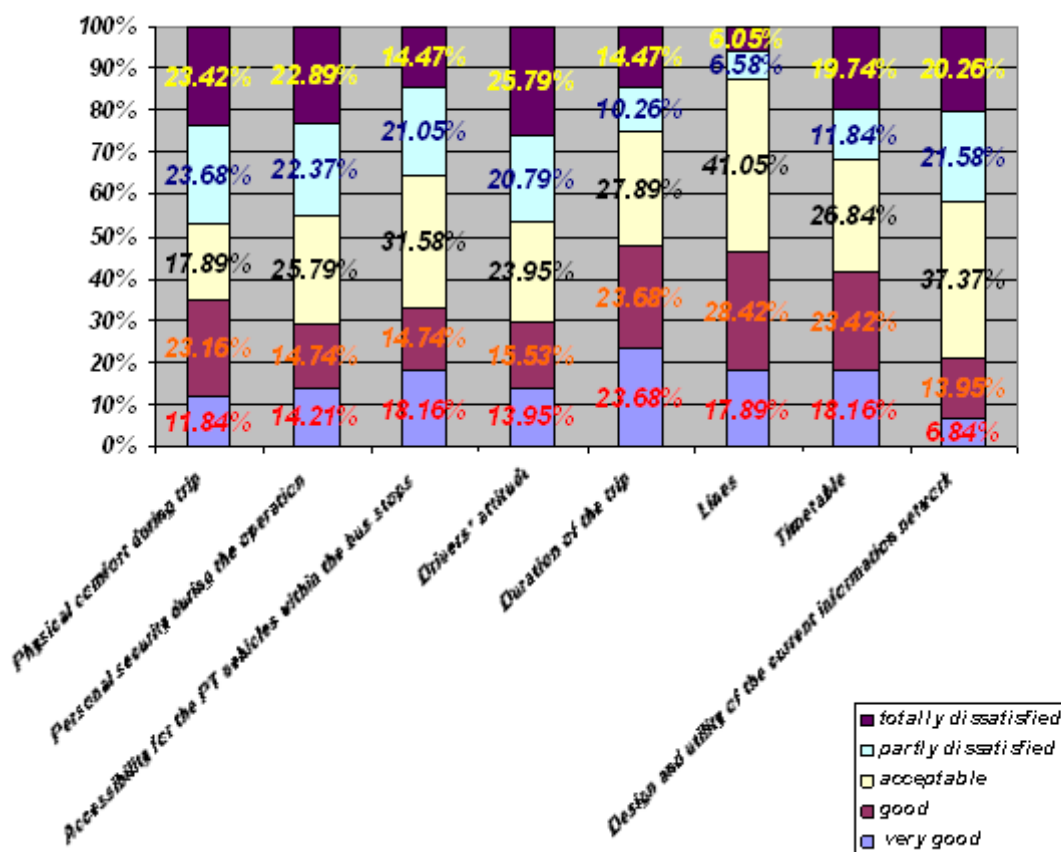 100%
90%
80%
70%
60%
50%
40%
30%
20%
10%
0%
23.42% 22.89% 14.47% 25.79% 14.47% 6.05% 19.74% 20.26%
23.68% 22.37% 21.05% 20.79% 10.26% 6.58% 11.84% 21.58%
17.89% 25.79% 31.58% 23.95% 27.89% 41.05% 26.84% 37.37%
23.16% 14.74% 14.74% 15.53% 23.68% 28.42% 23.42% 13.95%
11.84% 14.21% 18.16% 13.95% 23.68% 17.89% 18.16% 6.84%
Physical comfort during trip
Personal security during the operation
Accessibility for the PT vehicles within the bus stops
Drivers' attitude
Duration of the trip
Lines
Timetable
Design and utility of the current information network
totally dissatisfied
partly dissatisfied
acceptable
good
very good